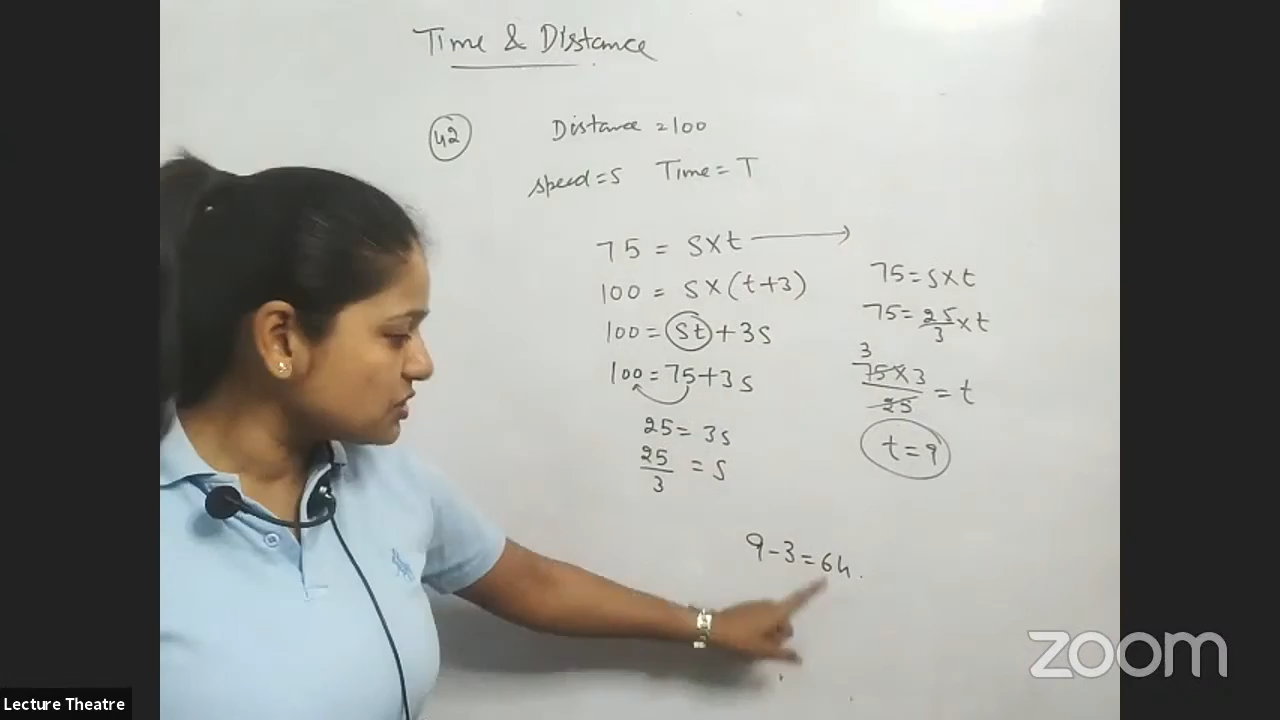 Time & Distance
42
Distance = 100
Speed = S Time = T
75 = S×t
100 = S×(t+3)
100 = St + 3s
100 = 75 + 3s
25 = 3s
25/3 = S
75 = S×t
75 = 25/3 × t
3
75×3/25 = t
t = 9
9-3 = 6h.
zoom
Lecture Theatre